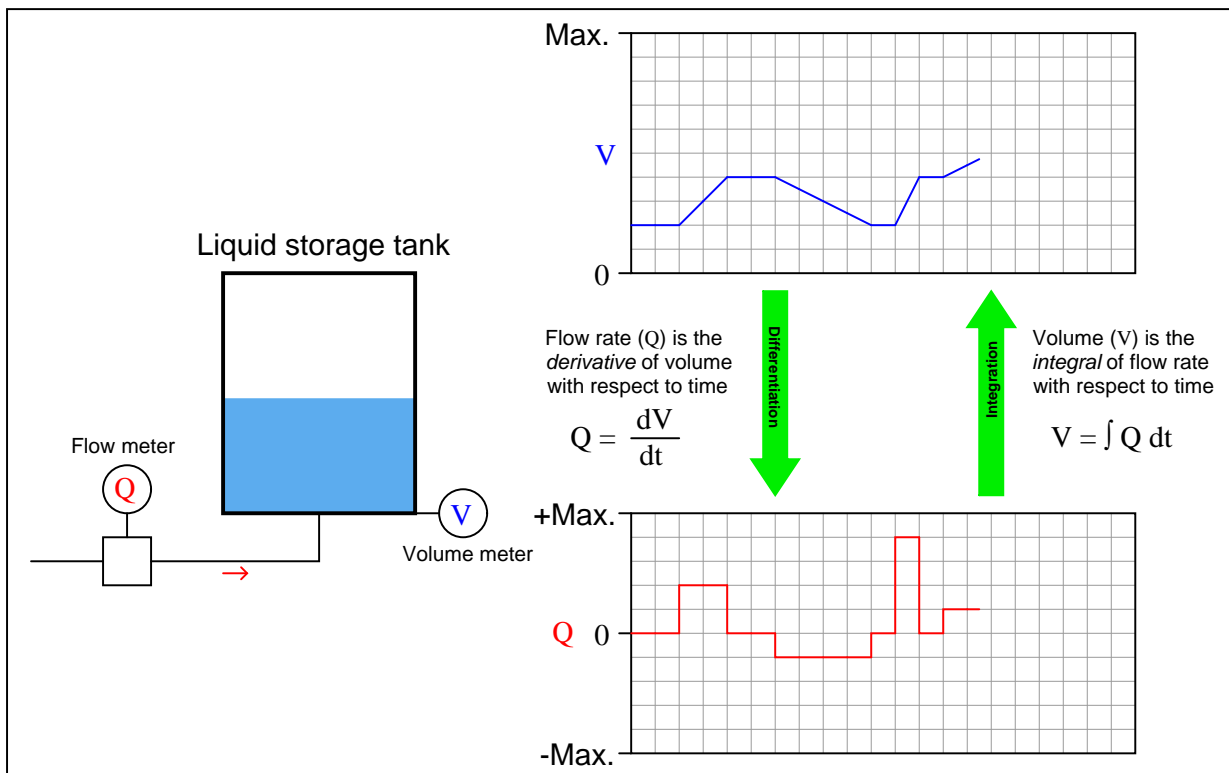 Max.
V
0
Liquid storage tank
Flow meter
Q
V
Volume meter
Flow rate (Q) is the
derivative of volume
with respect to time
Q = dV
dt
Differentiation
Integration
Volume (V) is the
integral of flow rate
with respect to time
V = ∫ Q dt
+Max.
Q 0
-Max.